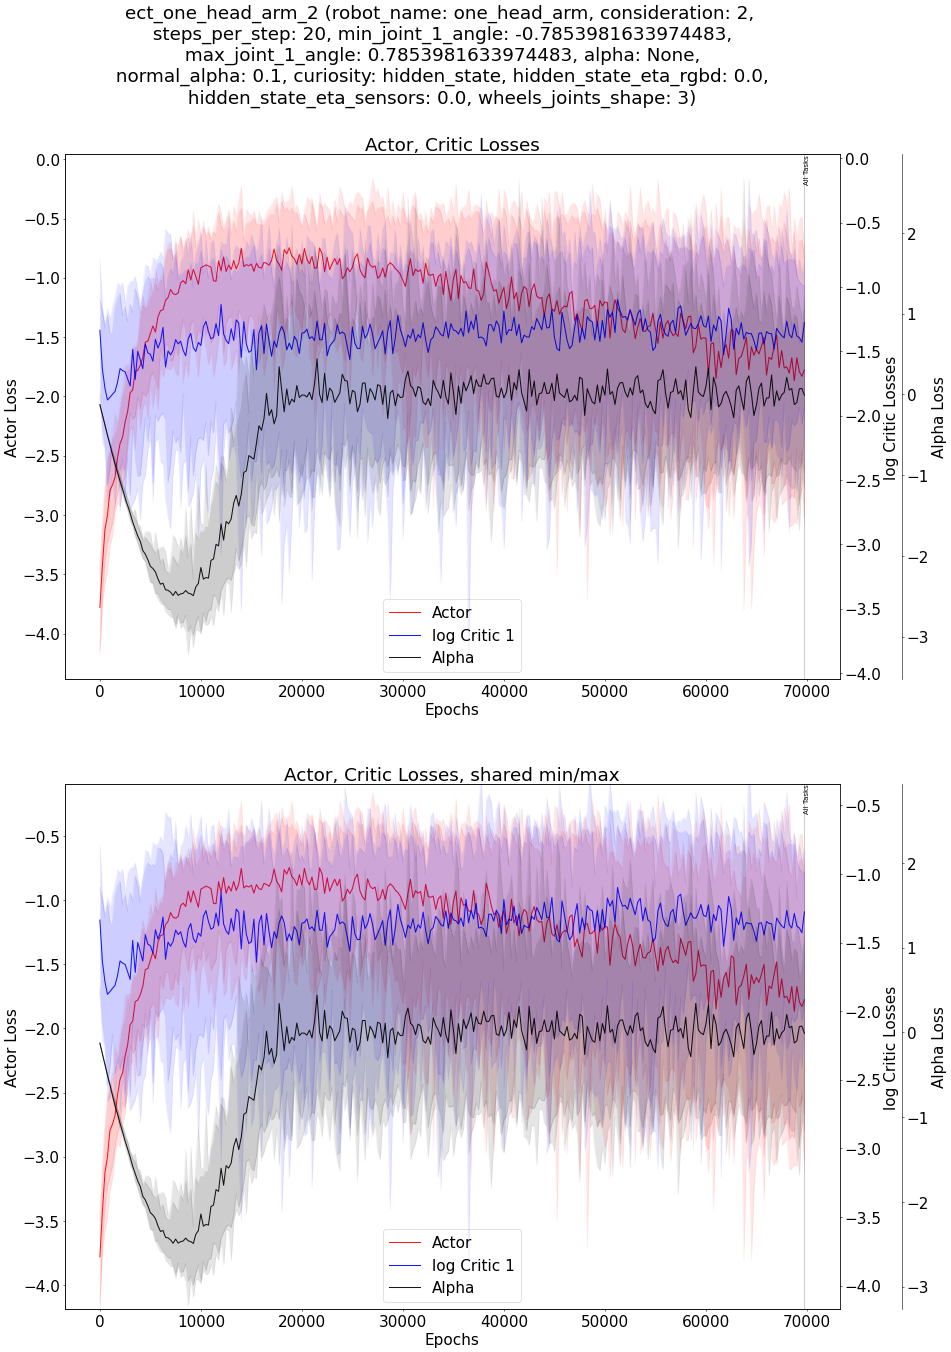 ect_one_head_arm_2 (robot_name: one_head_arm, consideration: 2,
steps_per_step: 20, min_joint_1_angle: -0.7853981633974483,
max_joint_1_angle: 0.7853981633974483, alpha: None,
normal_alpha: 0.1, curiosity: hidden_state, hidden_state_eta_rgbd: 0.0,
hidden_state_eta_sensors: 0.0, wheels_joints_shape: 3)
Actor, Critic Losses
0.0
−0.5
−1.0
−1.5
−2.0
−2.5
−3.0
−3.5
−4.0
Actor Loss
All Tasks
0.0
−0.5
−1.0
−1.5
−2.0
−2.5
−3.0
−3.5
−4.0
log Critic Losses
2
1
0
−1
−2
−3
Alpha Loss
Actor
log Critic 1
Alpha
0 10000 20000 30000 40000 50000 60000 70000
Epochs
Actor, Critic Losses, shared min/max
−0.5
−1.0
−1.5
−2.0
−2.5
−3.0
−3.5
−4.0
Actor Loss
All Tasks
−0.5
−1.0
−1.5
−2.0
−2.5
−3.0
−3.5
−4.0
log Critic Losses
2
1
0
−1
−2
−3
Alpha Loss
Actor
log Critic 1
Alpha
0 10000 20000 30000 40000 50000 60000 70000
Epochs